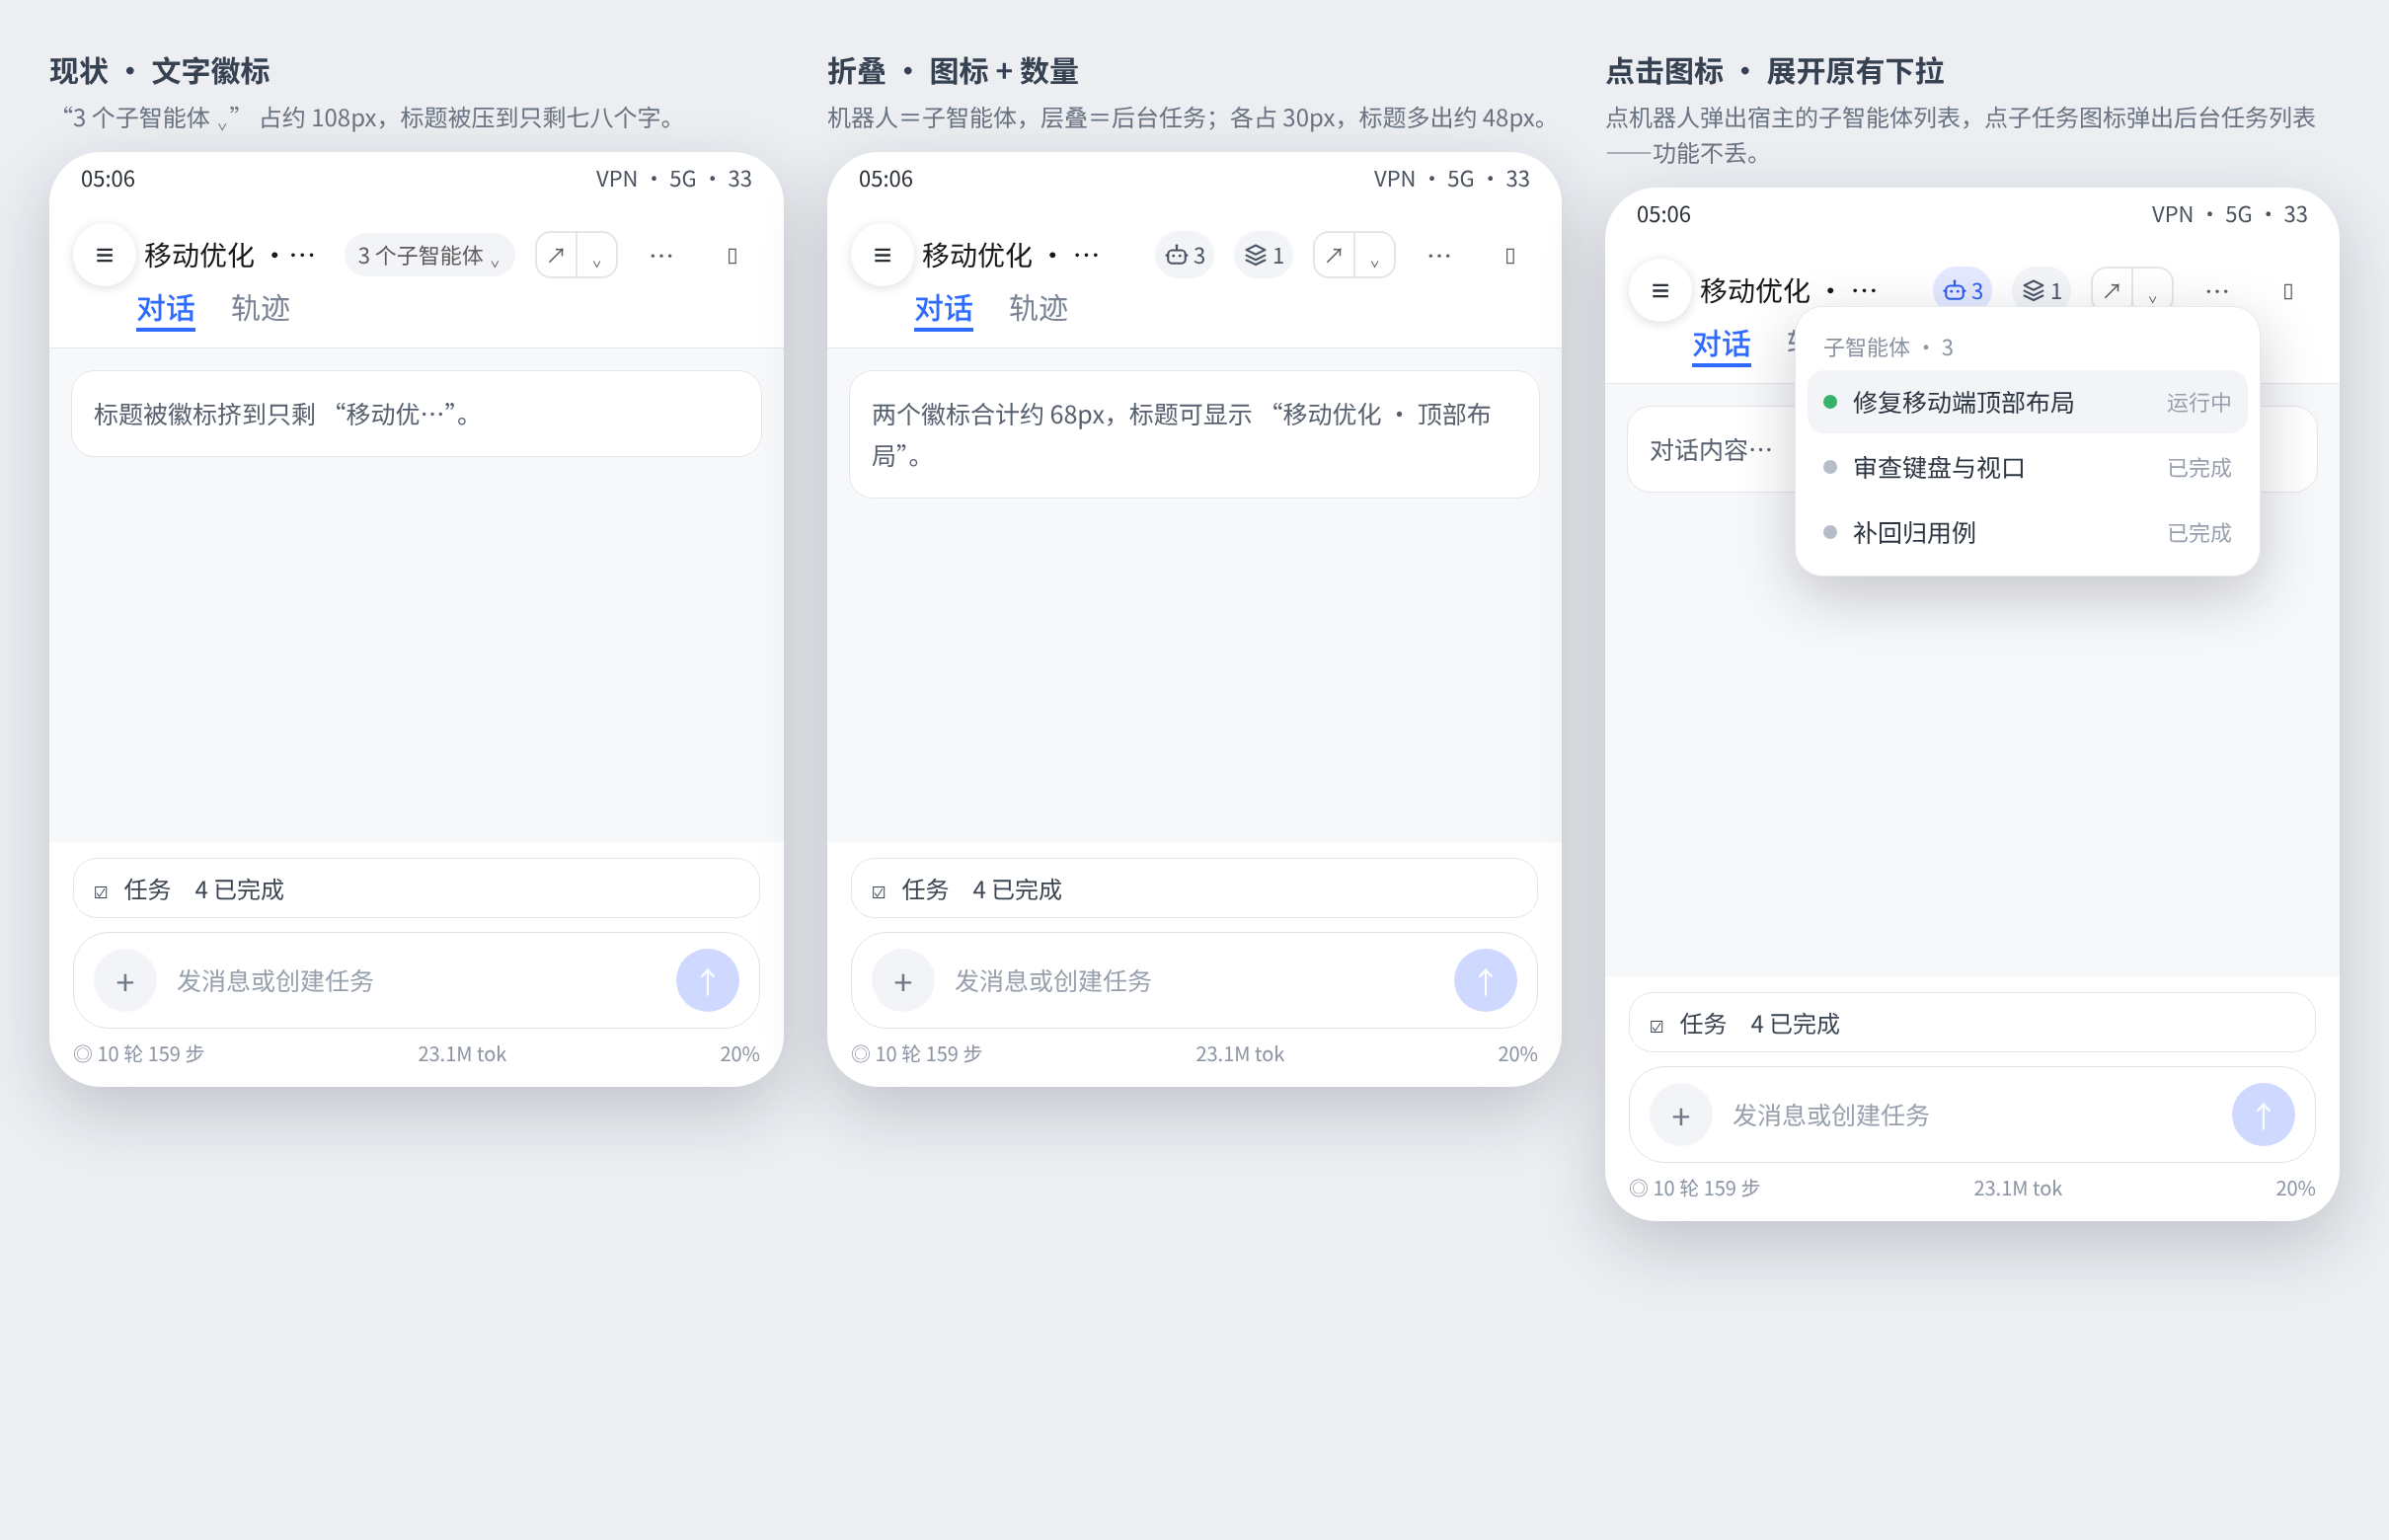 现状 · 文字徽标
“3 个子智能体 ⌄” 占约 108px，标题被压到只剩七八个字。
05:06
VPN · 5G · 33
≡ 移动优化 · … 3 个子智能体 ⌄ ↗ ⌄ … ▯
对话 轨迹
标题被徽标挤到只剩 “移动优…”。
☑ 任务 4 已完成
+ 发消息或创建任务 ↑
◎ 10 轮 159 步 23.1M tok 20%
折叠 · 图标 + 数量
机器人＝子智能体，层叠＝后台任务；各占 30px，标题多出约 48px。
05:06
VPN · 5G · 33
≡ 移动优化 · … 3 1 ↗ ⌄ … ▯
对话 轨迹
两个徽标合计约 68px，标题可显示 “移动优化 · 顶部布
局”。
☑ 任务 4 已完成
+ 发消息或创建任务 ↑
◎ 10 轮 159 步 23.1M tok 20%
点击图标 · 展开原有下拉
点机器人弹出宿主的子智能体列表，点子任务图标弹出后台任务列表
——功能不丢。
05:06
VPN · 5G · 33
≡ 移动优化 · … 3 1 ↗ ⌄ … ▯
对话
子智能体 · 3
修复移动端顶部布局 运行中
审查键盘与视口 已完成
补回归用例 已完成
对话内容…
☑ 任务 4 已完成
+ 发消息或创建任务 ↑
◎ 10 轮 159 步 23.1M tok 20%